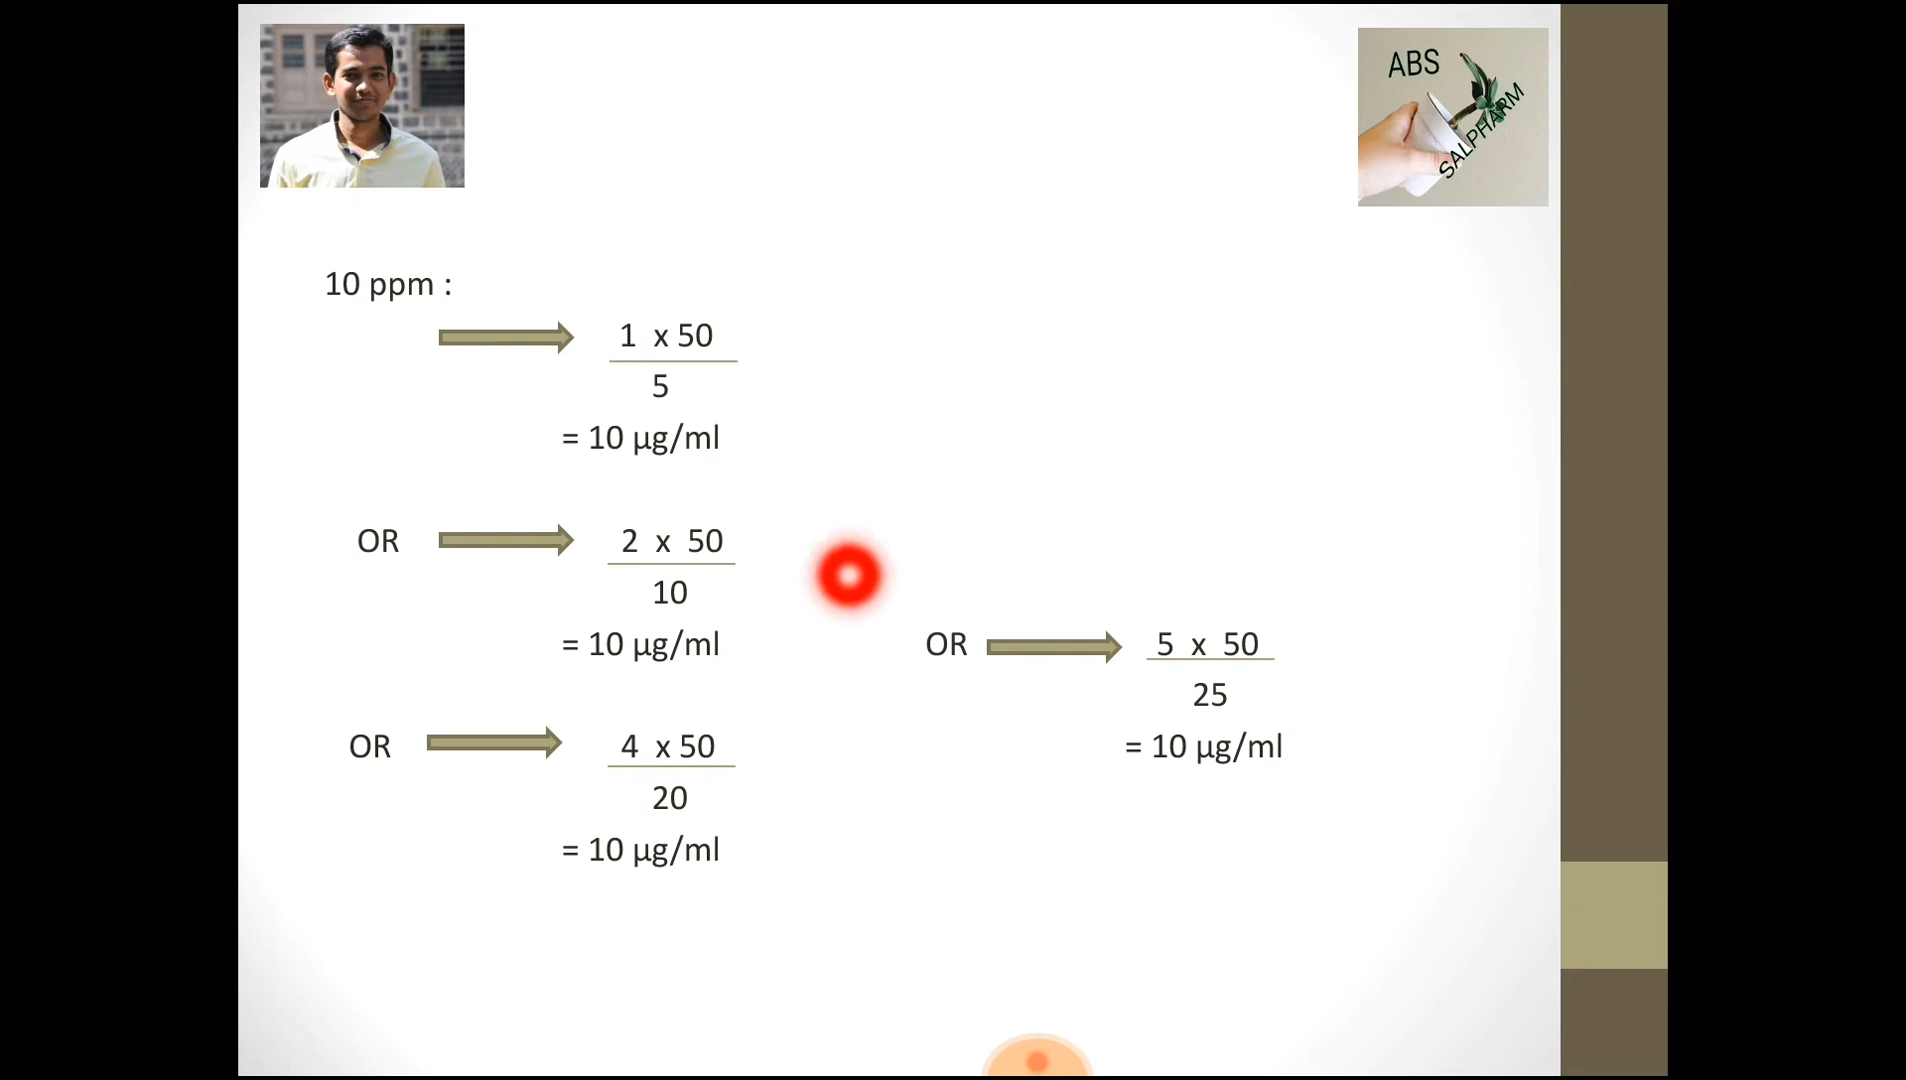 ABS
SALPHARM
10 ppm :
1 x 50
5
= 10 µg/ml
OR
2 x 50
10
= 10 µg/ml
OR
4 x 50
20
= 10 µg/ml
OR
5 x 50
25
= 10 µg/ml